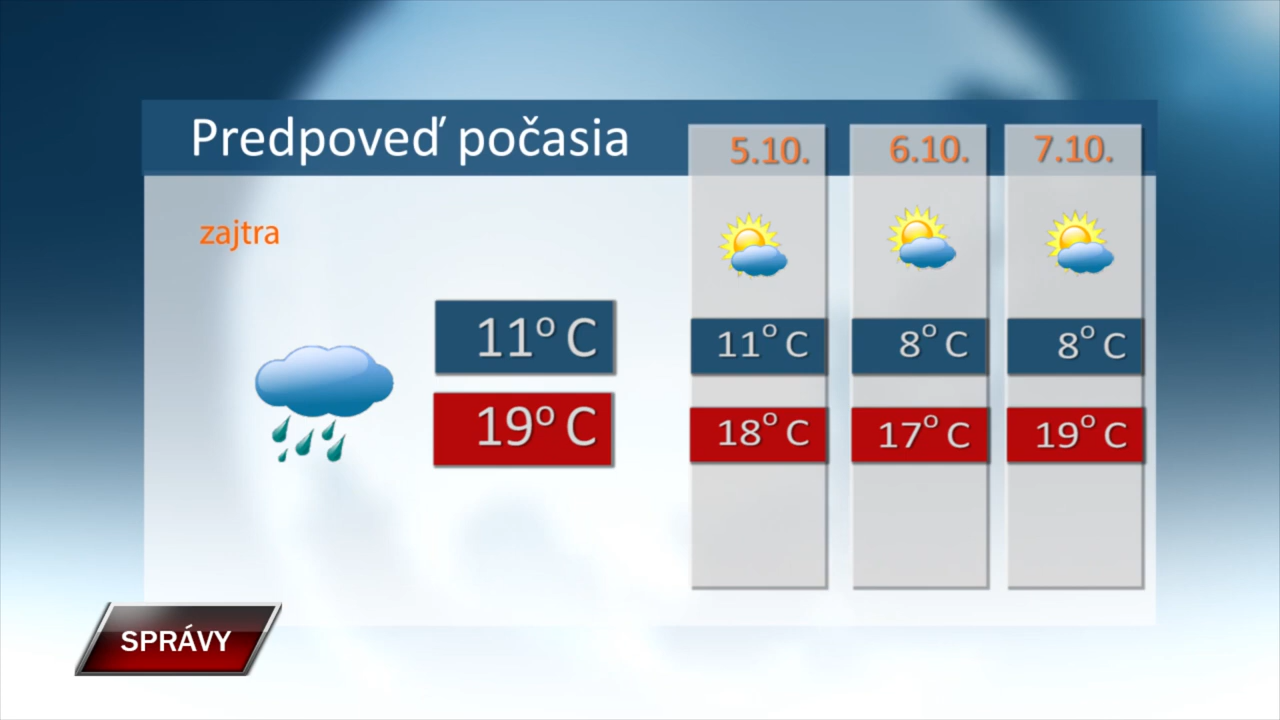 Predpoveď počasia
zajtra
11° C
19° C
5.10.
11° C
18° C
6.10.
8° C
17° C
7.10.
8° C
19° C
SPRÁVY